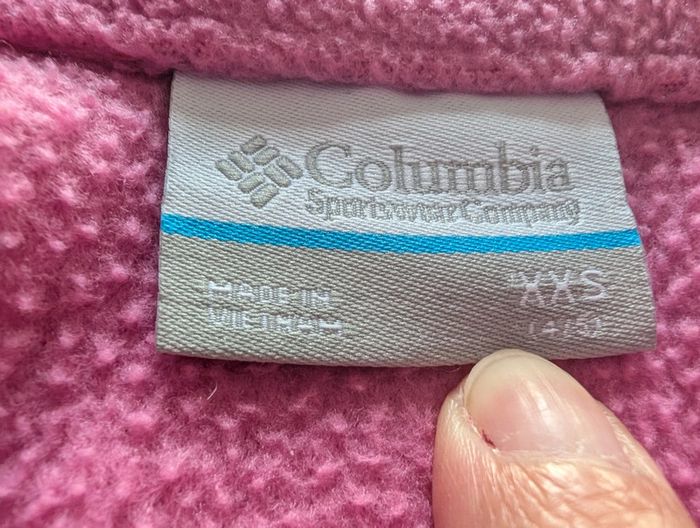 Columbia
Sportswear Company
MADE IN
VIETNAM
XXS
(4/5)